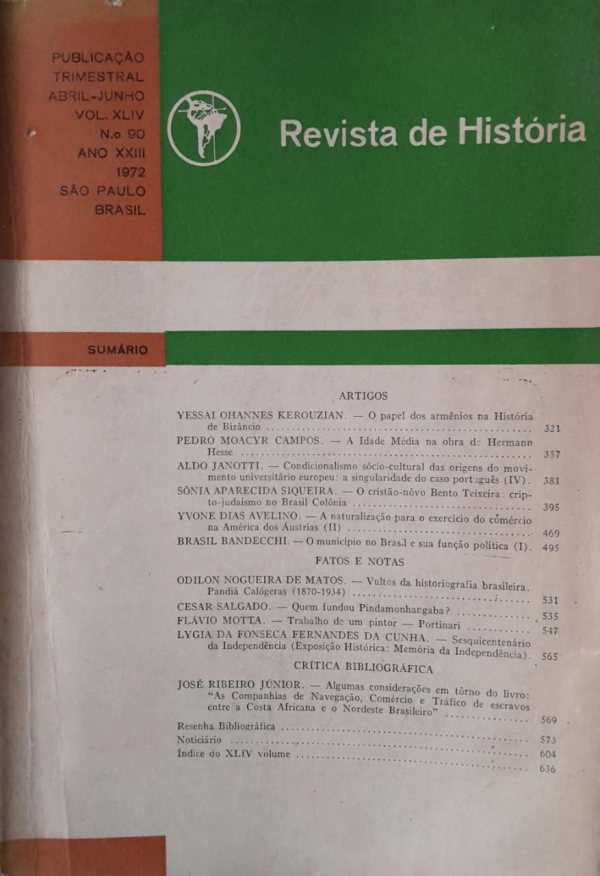 PUBLICAÇÃO
TRIMESTRAL
ABRIL-JUNHO
VOL. XLIV
N.o 90
ANO XXIII
1972
SÃO PAULO
BRASIL
Revista de História
SUMÁRIO
ARTIGOS
YESSAI OHANNES KEROUZIAN. — O papel dos armênios na História
de Bizâncio ........................................ 321
PEDRO MOACYR CAMPOS. — A Idade Média na obra de Hermann
Hesse ........................................ 357
ALDO JANOTTI. — Condicionalismo sócio-cultural das origens do movi-
mento universitário europeu: a singularidade do caso português (IV). 381
SÔNIA APARECIDA SIQUEIRA. — O cristão-nôvo Bento Teixeira: crip-
to-judaísmo no Brasil Colônia ........................................ 395
YVONE DIAS AVELINO. — A naturalização para o exercício do cômércio
na América dos Austrias (II) ........................................ 469
BRASIL BANDECCHI. — O município no Brasil e sua função política (I). 495
FATOS E NOTAS
ODILON NOGUEIRA DE MATOS. — Vultos da historiografia brasileira.
Pandiá Calógeras (1870-1934) ........................................ 531
CESAR SALGADO. — Quem fundou Pindamonhangaba? ............ 535
FLÁVIO MOTTA. — Trabalho de um pintor — Portinari ............ 547
LYGIA DA FONSECA FERNANDES DA CUNHA. — Sesquicentenário
da Independência (Exposição Histórica: Memória da Independência). 565
CRÍTICA BIBLIOGRÁFICA
JOSÉ RIBEIRO JÚNIOR. — Algumas considerações em tôrno do livro:
"As Companhias de Navegação, Comércio e Tráfico de escravos
entre a Costa Africana e o Nordeste Brasileiro" ............ 569
Resenha Bibliográfica ........................................ 573
Noticiário ........................................ 604
Índice do XLIV volume ........................................ 636